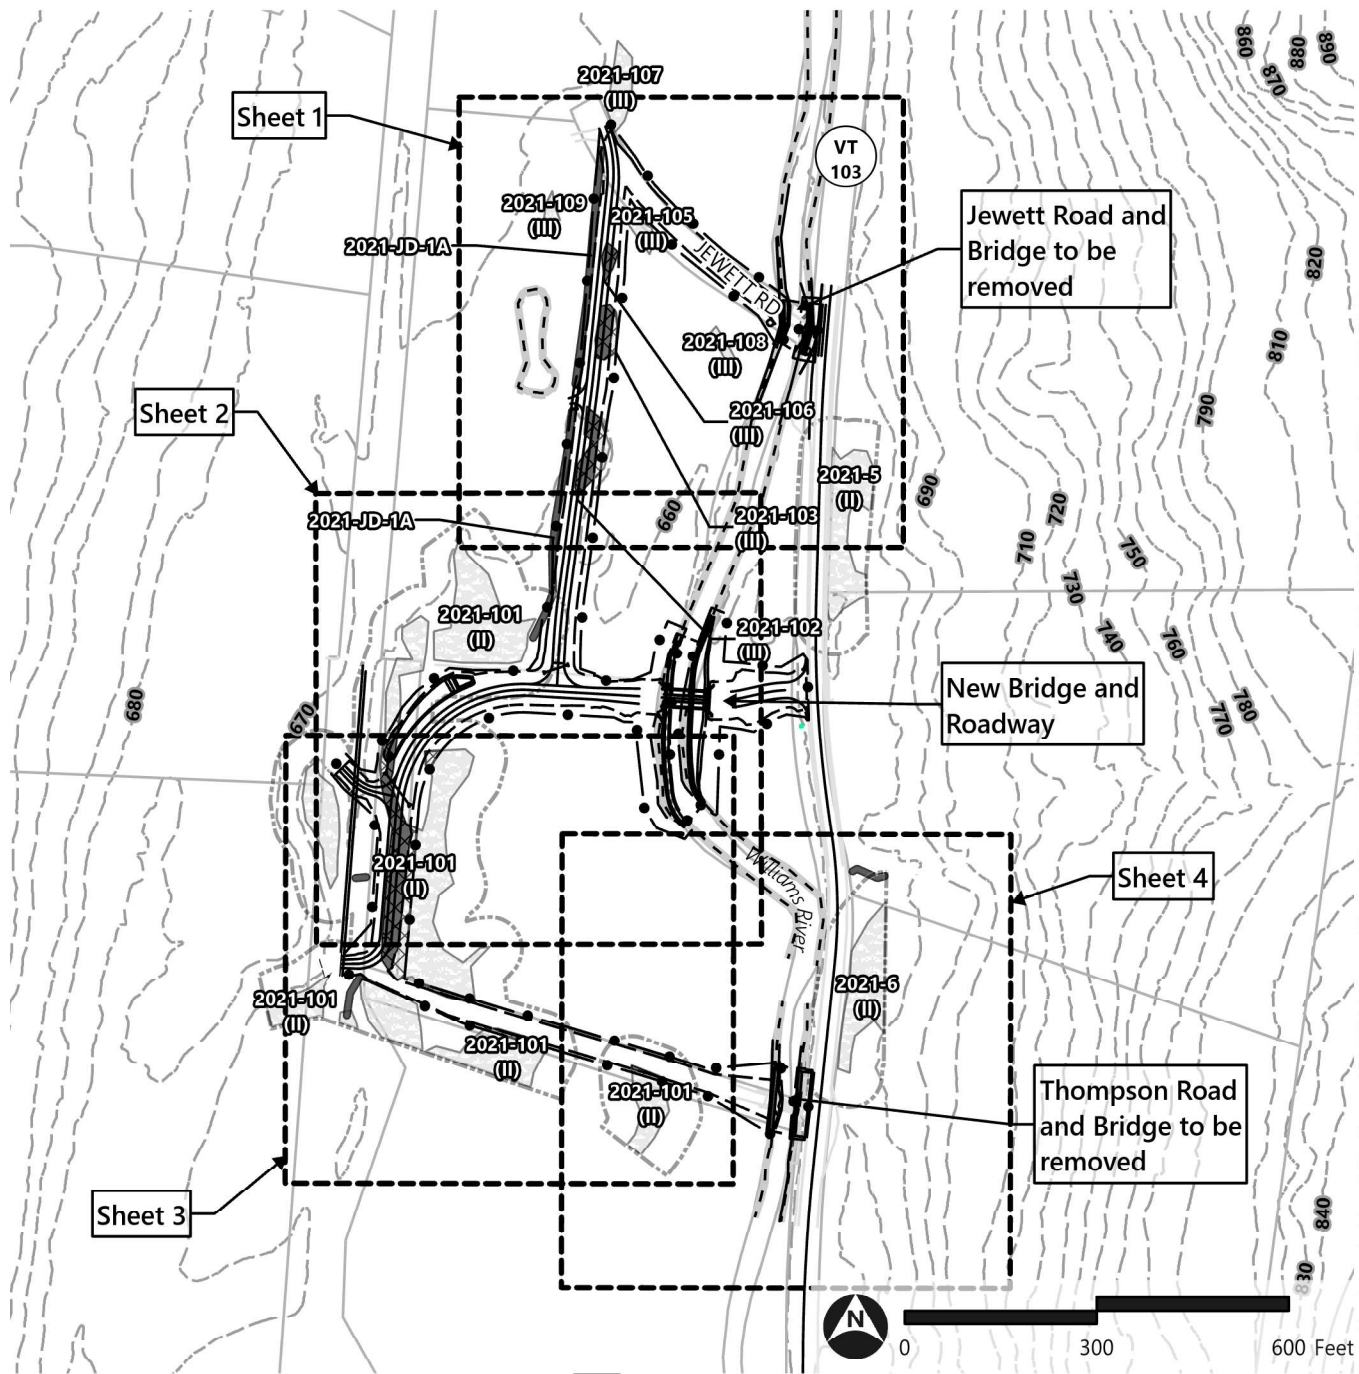 868
880
890
870
2021-107
(III)
Sheet 1
VT
103
2021-109
(III)
2021-105
(III)
2021-JD-1A
JEWETT RD
Jewett Road and
Bridge to be
removed
820
810
2021-108
(III)
790
Sheet 2
2021-106
(III)
2021-5
(II)
690
660
720
2021-103
(III)
2021-JD-1A
710
750
730
2021-101
(II)
2021-102
(III)
740
760
New Bridge and
Roadway
680
670
780
770
Williams River
2021-101
(II)
Sheet 4
2021-6
(II)
2021-101
(II)
2021-101
(II)
2021-101
(II)
Thompson Road
and Bridge to be
removed
Sheet 3
840
830
N
0
300
600 Feet